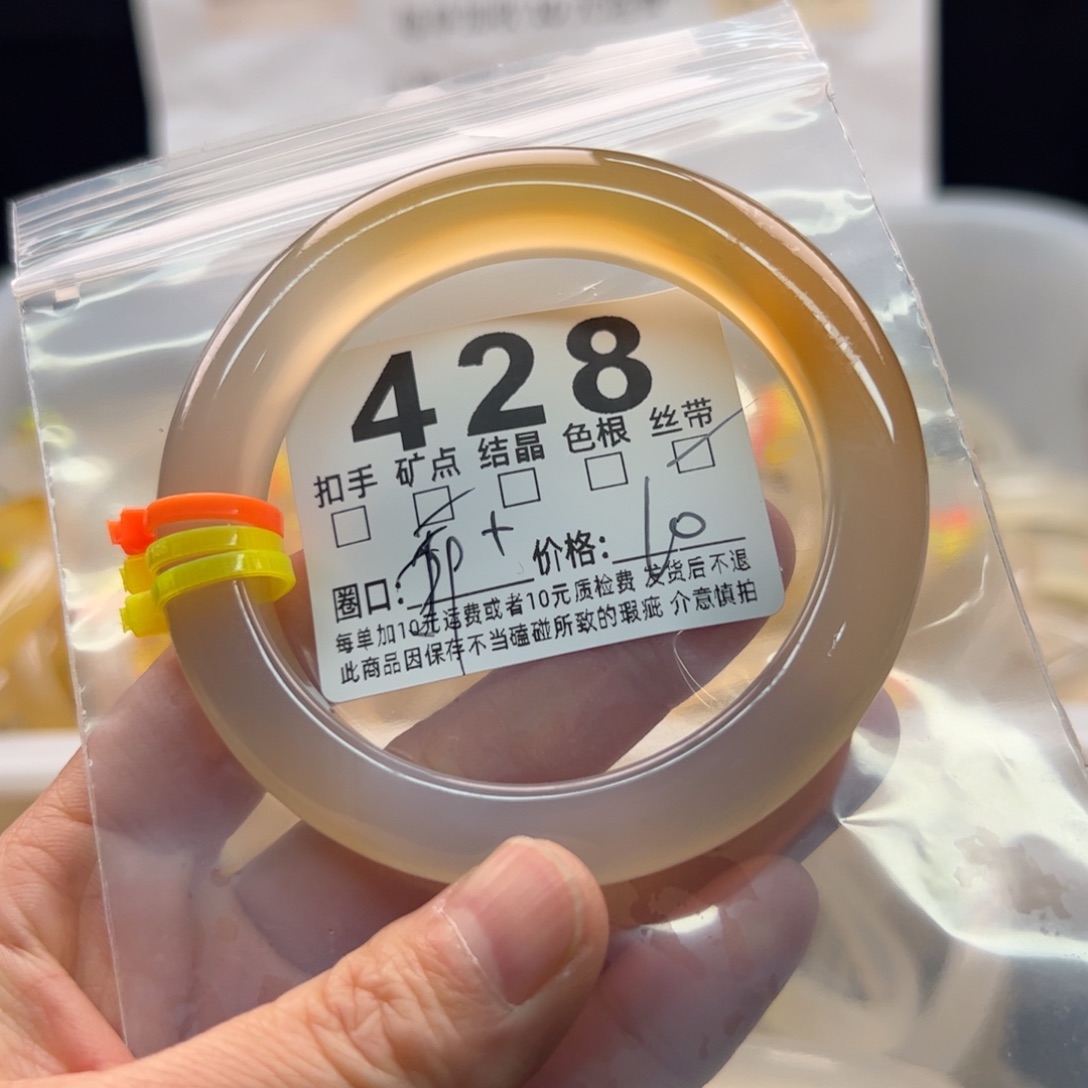 428
扣手 矿点 结晶 色根 丝带
圈口: 价格:
每单加10元运费或者10元质检费 发货后不退
此商品因保存不当磕碰所致的瑕疵 介意慎拍